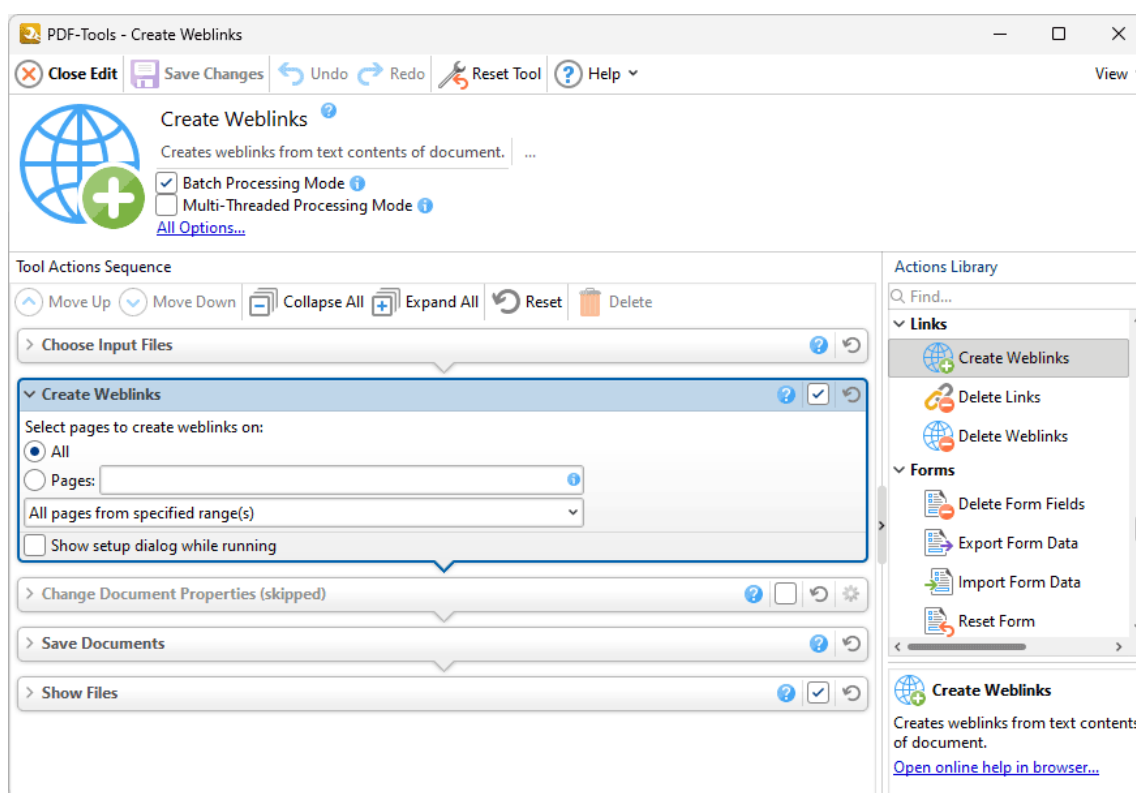 PDF-Tools - Create Weblinks
Close Edit Save Changes Undo Redo Reset Tool Help View
Create Weblinks
Creates weblinks from text contents of document. ...
Batch Processing Mode
Multi-Threaded Processing Mode
All Options...
Tool Actions Sequence
Move Up Move Down Collapse All Expand All Reset Delete
Choose Input Files
Create Weblinks
Select pages to create weblinks on:
All
Pages:
All pages from specified range(s)
Show setup dialog while running
Change Document Properties (skipped)
Save Documents
Show Files
Actions Library
Find...
Links
Create Weblinks
Delete Links
Delete Weblinks
Forms
Delete Form Fields
Export Form Data
Import Form Data
Reset Form
Create Weblinks
Creates weblinks from text contents
of document.
Open online help in browser...